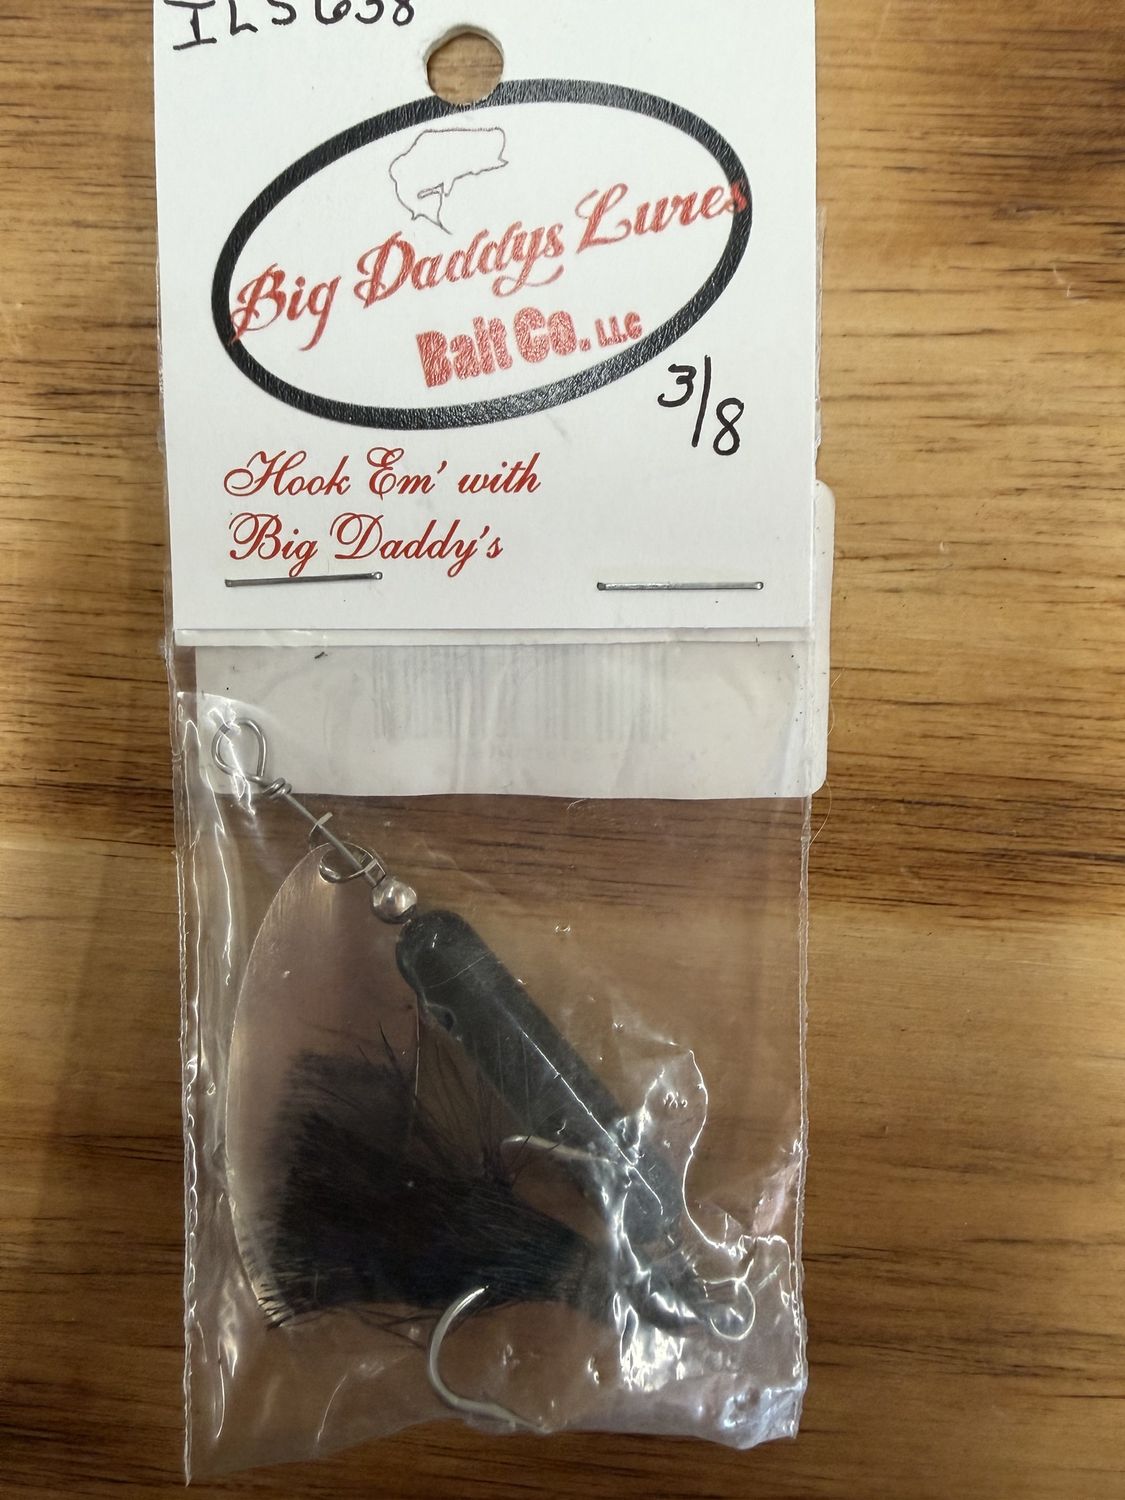 ILS638
Big Daddys Lures
Bait Co. LLC
3/8
Hook Em' with
Big Daddy's